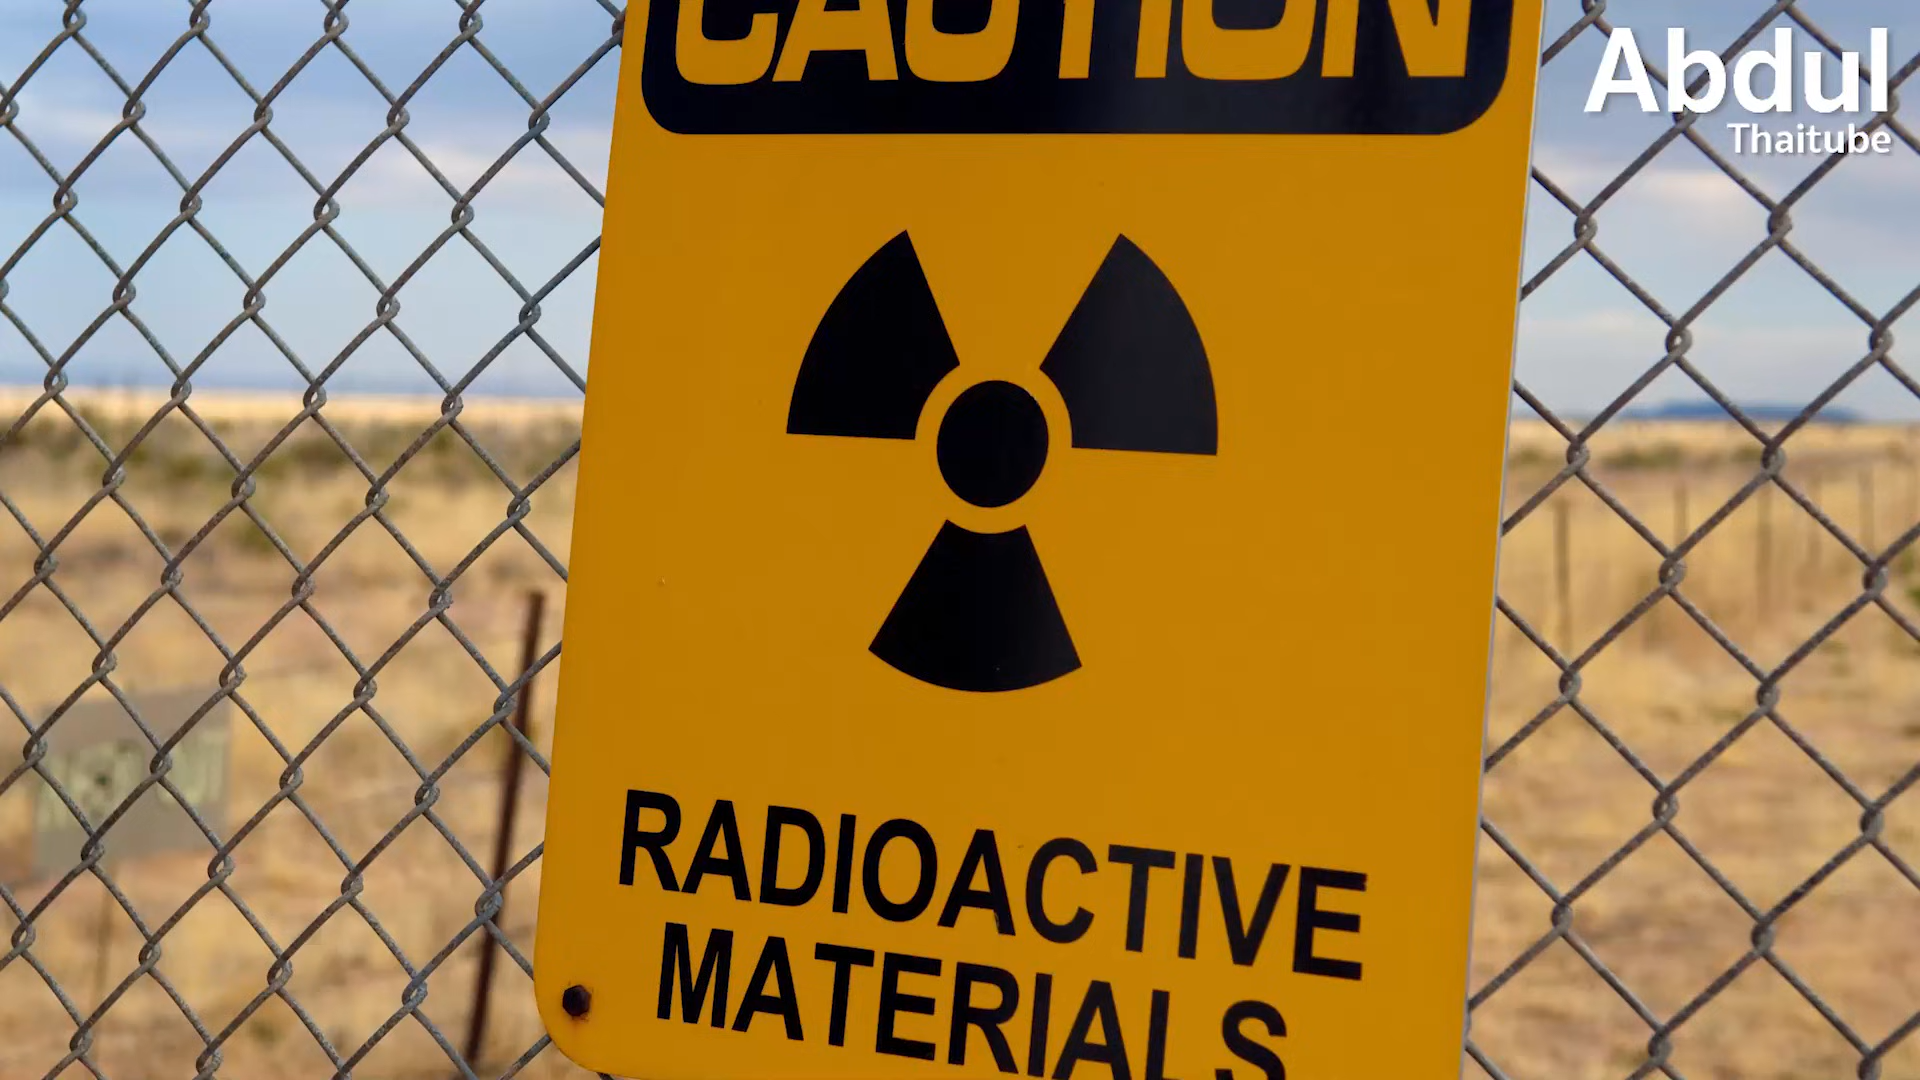 CAUTION
Abdul
Thaitube
RADIOACTIVE
MATERIALS